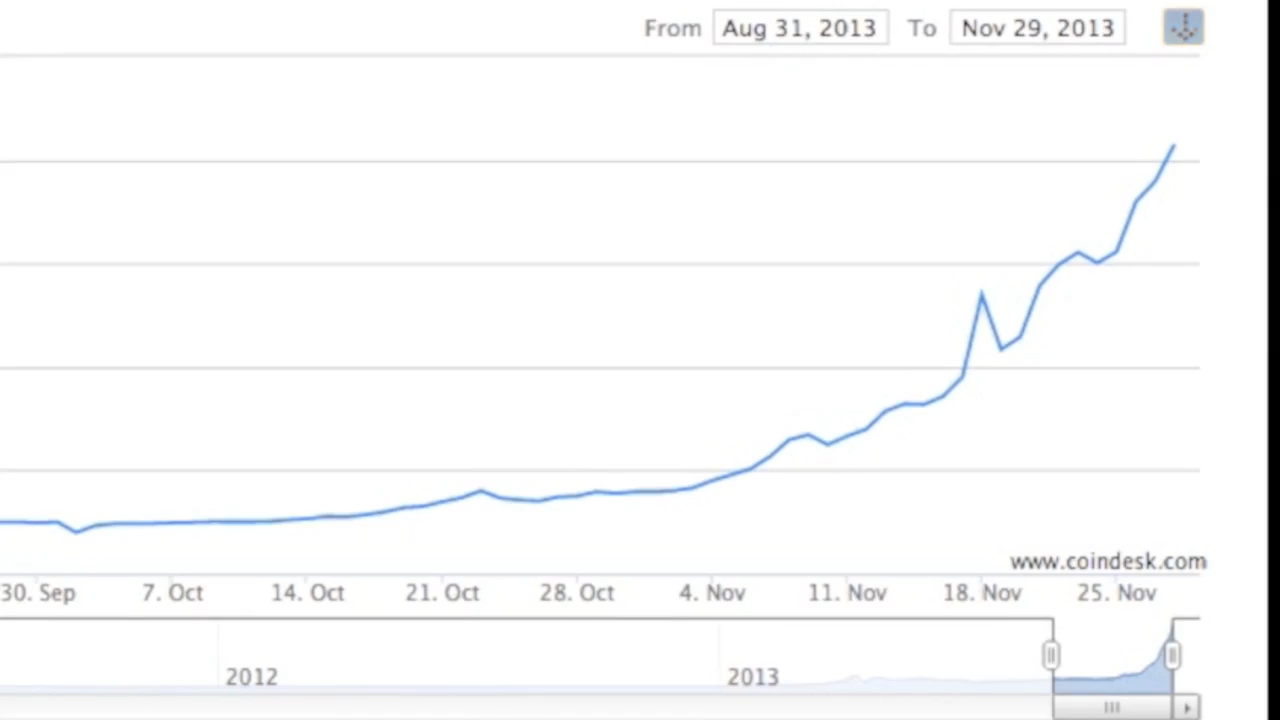 From Aug 31, 2013 To Nov 29, 2013
www.coindesk.com
30. Sep 7. Oct 14. Oct 21. Oct 28. Oct 4. Nov 11. Nov 18. Nov 25. Nov
2012 2013